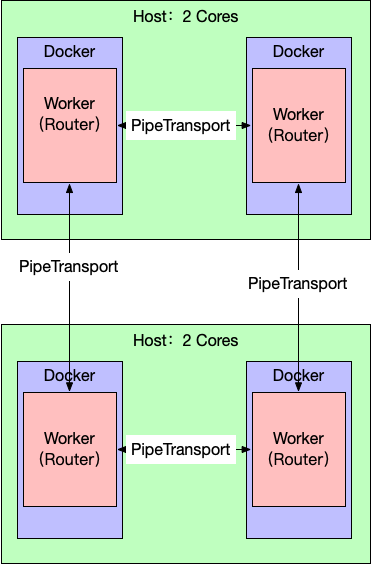 Host：2 Cores
Docker
Docker
Worker
(Router)
PipeTransport
Worker
(Router)
PipeTransport
PipeTransport
Host：2 Cores
Docker
Docker
Worker
(Router)
PipeTransport
Worker
(Router)